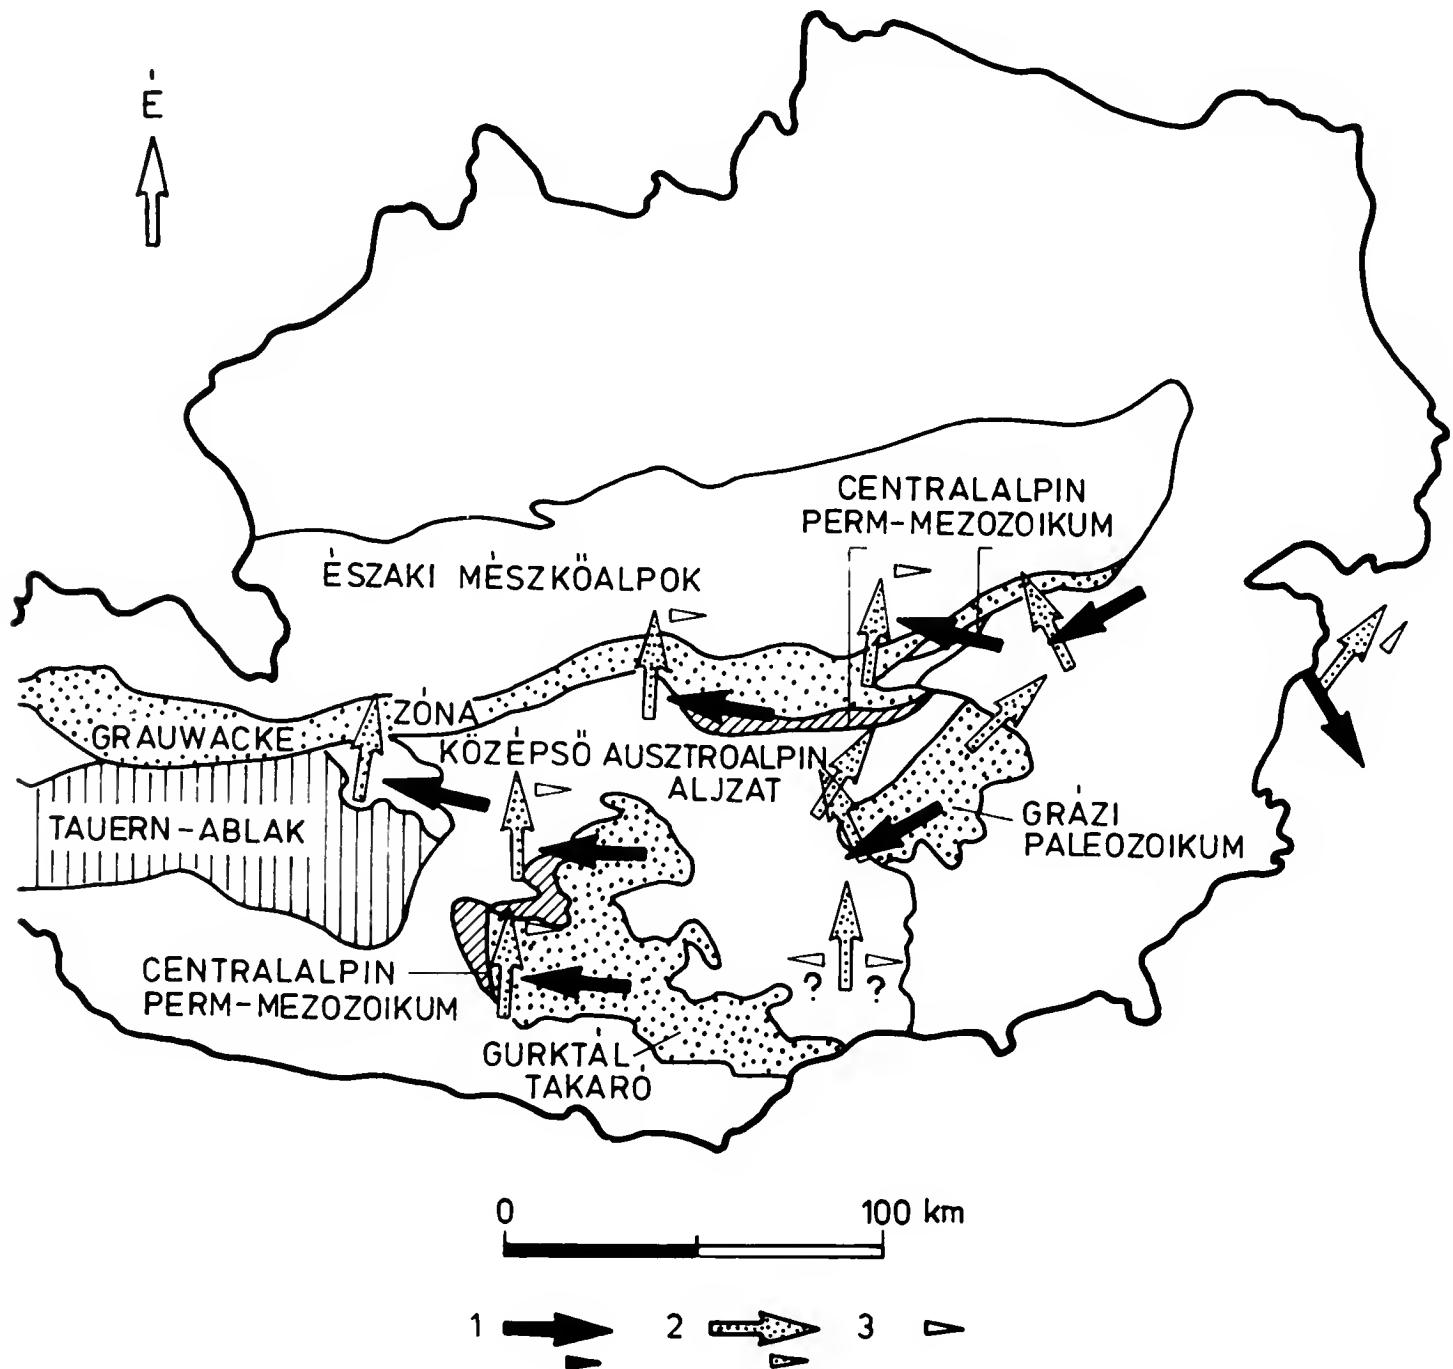 É
CENTRALALPIN
PERM-MEZOZOIKUM
ÉSZAKI MÉSZKŐALPOK
ZÓNA
GRAUWACKE
KÖZÉPSŐ AUSZTROALPIN
ALJZAT
TAUERN-ABLAK
GRÁZI
PALEOZOIKUM
CENTRALALPIN
PERM-MEZOZOIKUM
? ?
GURKTÁL
TAKARÓ
0 100 km
1 2 3